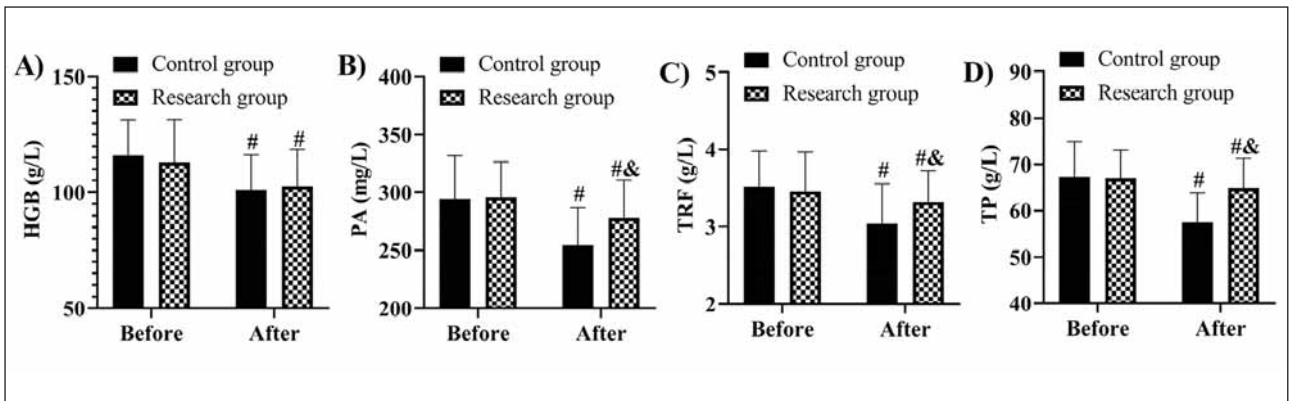 A)
Control group
Research group
HGB (g/L)
150
100
50
#
#
Before
After
B)
Control group
Research group
PA (mg/L)
400
350
300
250
200
#
#&
Before
After
C)
Control group
Research group
TRF (g/L)
5
4
3
2
#
#&
Before
After
D)
Control group
Research group
TP (g/L)
90
80
70
60
50
40
#
#&
Before
After